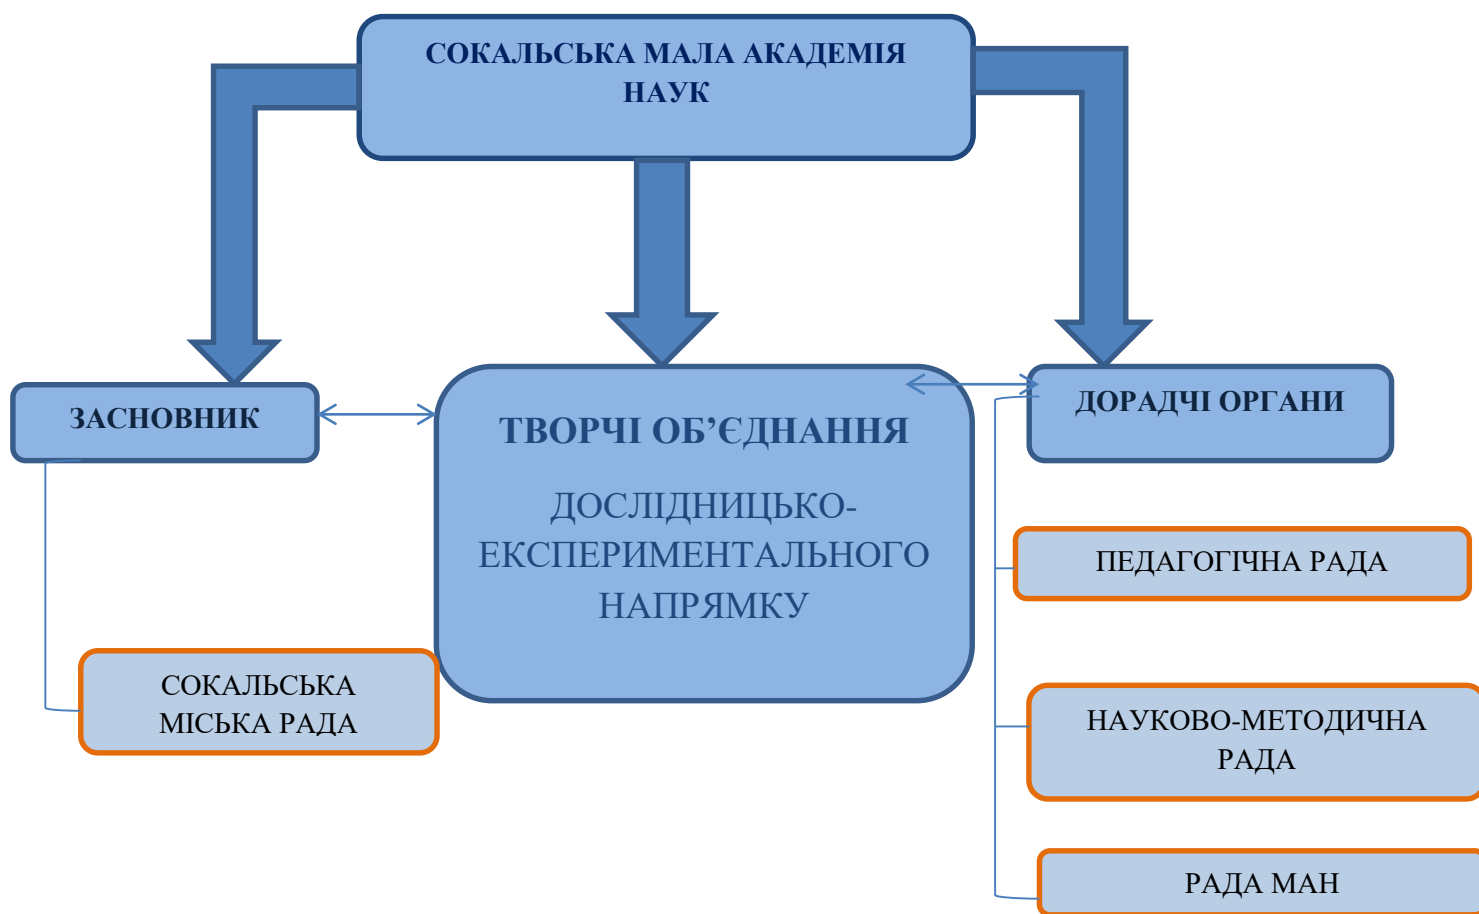 СОКАЛЬСЬКА МАЛА АКАДЕМІЯ
НАУК
ЗАСНОВНИК
ТВОРЧІ ОБ’ЄДНАННЯ
ДОСЛІДНИЦЬКО-
ЕКСПЕРИМЕНТАЛЬНОГО
НАПРЯМКУ
ДОРАДЧІ ОРГАНИ
СОКАЛЬСЬКА
МІСЬКА РАДА
ПЕДАГОГІЧНА РАДА
НАУКОВО-МЕТОДИЧНА
РАДА
РАДА МАН